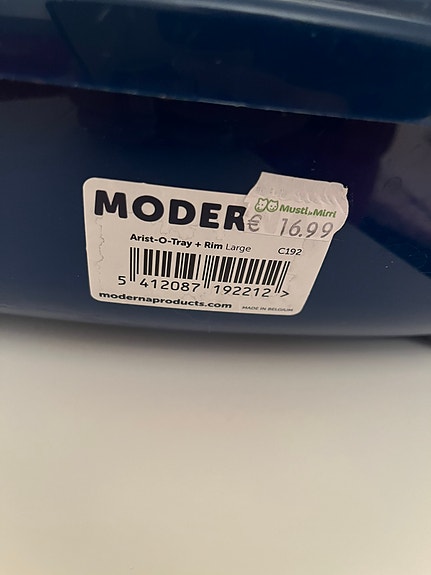 MODER
Musti ja Mirri
€ 16.99
Arist-O-Tray + Rim Large C192
5 412087 192212 >
modernaproducts.com MADE IN BELGIUM